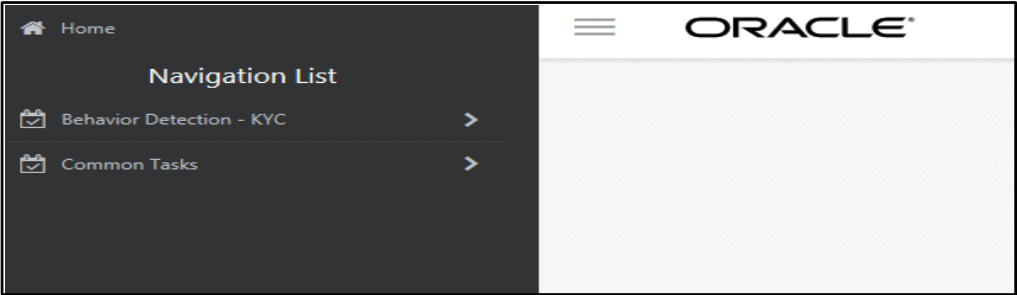 Home
ORACLE
Navigation List
Behavior Detection - KYC
Common Tasks